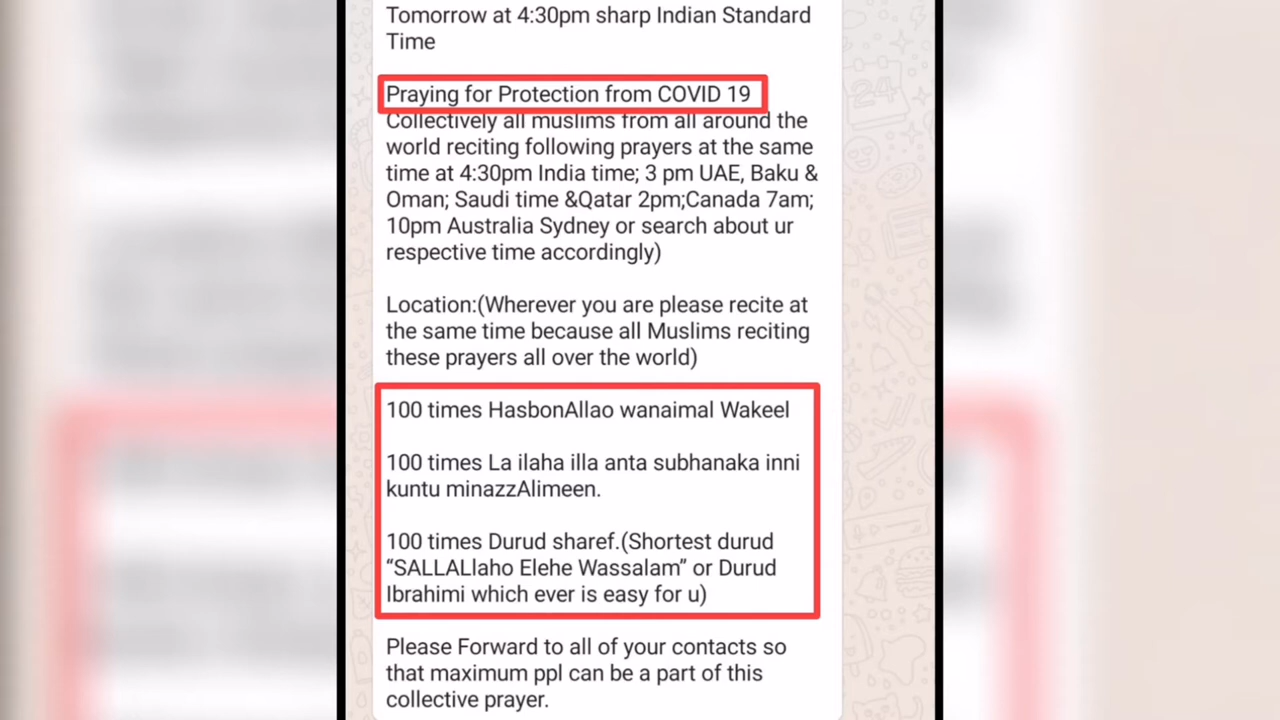 Tomorrow at 4:30pm sharp Indian Standard
Time
Praying for Protection from COVID 19
Collectively all muslims from all around the
world reciting following prayers at the same
time at 4:30pm India time; 3 pm UAE, Baku &
Oman; Saudi time &Qatar 2pm;Canada 7am;
10pm Australia Sydney or search about ur
respective time accordingly)
Location:(Wherever you are please recite at
the same time because all Muslims reciting
these prayers all over the world)
100 times HasbonAllao wanaimal Wakeel
100 times La ilaha illa anta subhanaka inni
kuntu minazzAlimeen.
100 times Durud sharef.(Shortest durud
“SALLALlaho Elehe Wassalam” or Durud
Ibrahimi which ever is easy for u)
Please Forward to all of your contacts so
that maximum ppl can be a part of this
collective prayer.